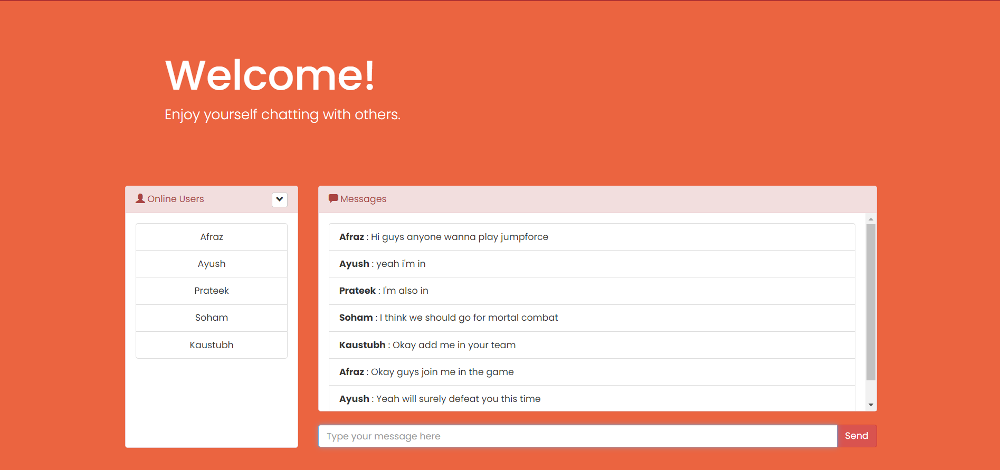 Welcome!
Enjoy yourself chatting with others.
Online Users
Afraz
Ayush
Prateek
Soham
Kaustubh
Messages
Afraz : Hi guys anyone wanna play jumpforce
Ayush : yeah i'm in
Prateek : I'm also in
Soham : I think we should go for mortal combat
Kaustubh : Okay add me in your team
Afraz : Okay guys join me in the game
Ayush : Yeah will surely defeat you this time
Type your message here
Send